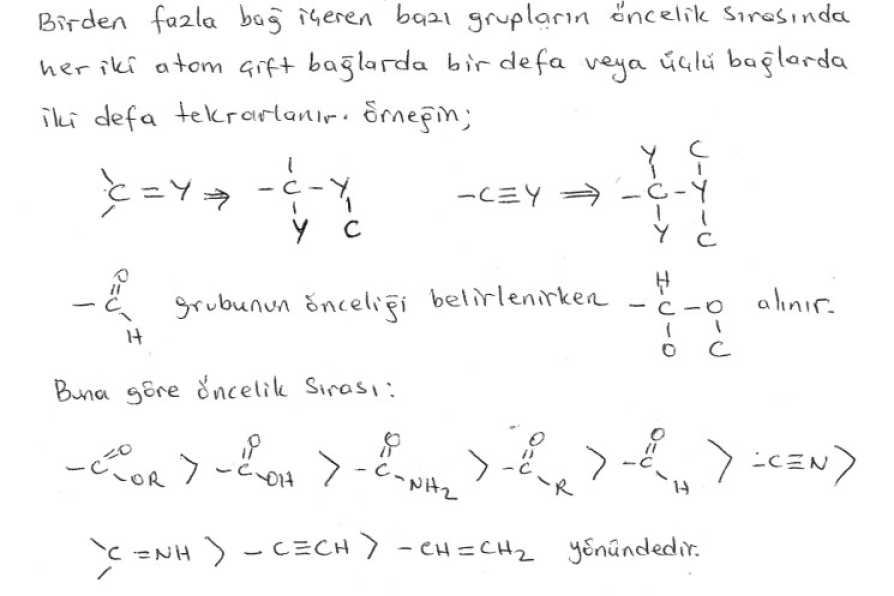 Birden fazla bağ içeren bazı grupların öncelik sırasında
her iki atom çift bağlarda bir defa veya üçlü bağlarda
iki defa tekrarlanır. Örneğin;
C=Y ⇒ -C-Y Y C -C≡Y ⇒ -C-Y Y C Y C
-C=O H grubunun önceliği belirlenirken H -C-O O C alınır.
Buna göre öncelik sırası:
-C=O OR > -C=O OH > -C=O NH2 > -C=O R > -C=O H > -C≡N >
C=NH > -C≡CH > -CH=CH2 yönündedir.